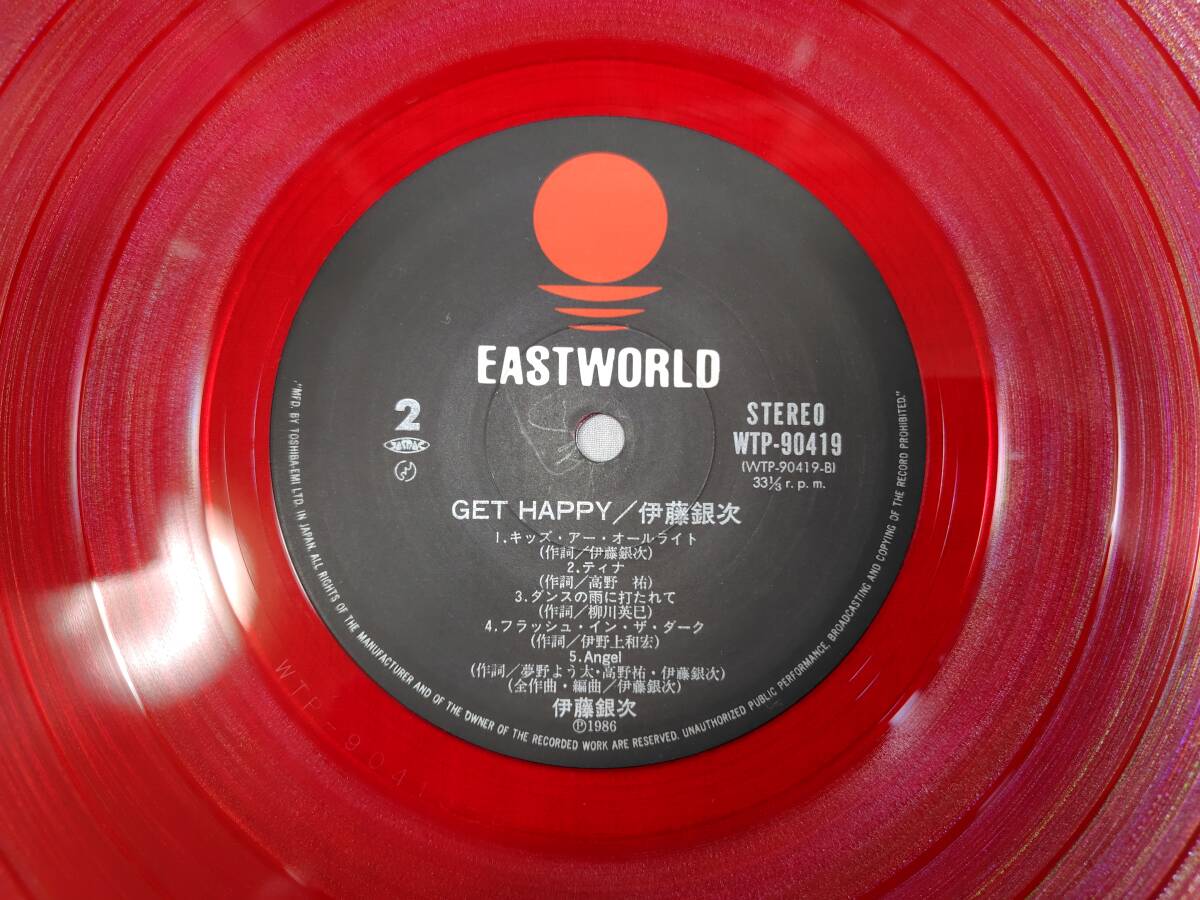 EASTWORLD
2
JASRAC
STEREO
WTP-90419
(WTP-90419-B)
33⅓ r.p.m.
GET HAPPY／伊藤銀次
1.キッズ・アー・オールライト
(作詞／伊藤銀次)
2.ティナ
(作詞／高野　祐)
3.ダンスの雨に打たれて
(作詞／柳川英巳)
4.フラッシュ・イン・ザ・ダーク
(作詞／伊野上和宏)
5.Angel
(作詞／夢野よう太・高野祐・伊藤銀次)
(全作曲・編曲／伊藤銀次)
伊藤銀次
℗1986
"MFD. BY TOSHIBA-EMI LTD. IN JAPAN. ALL RIGHTS OF THE MANUFACTURER AND OF THE OWNER OF THE RECORDED WORK ARE RESERVED. UNAUTHORIZED PUBLIC PERFORMANCE, BROADCASTING AND COPYING OF THE RECORD PROHIBITED."